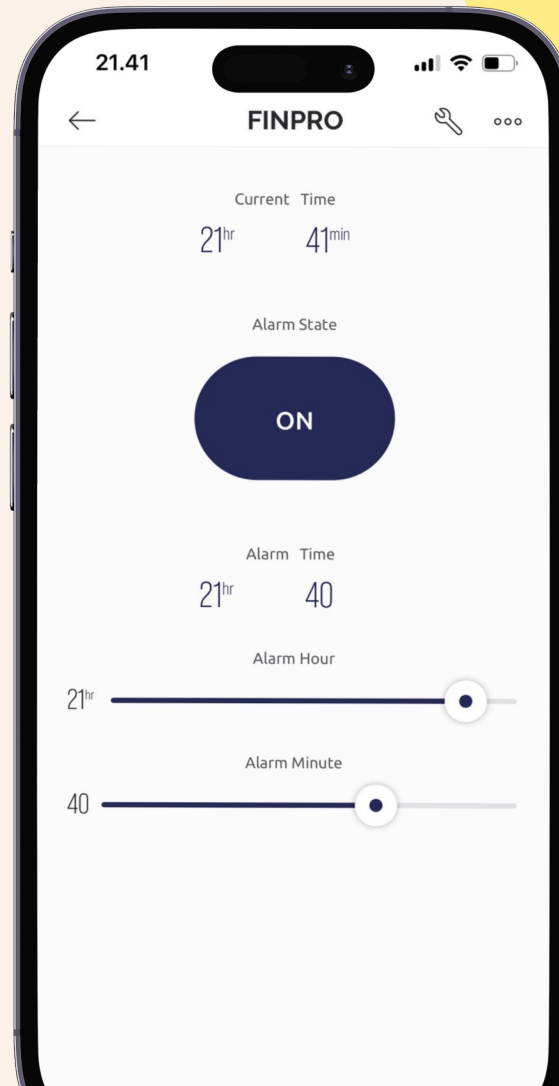 21.41
FINPRO
Current Time
21hr 41min
Alarm State
ON
Alarm Time
21hr 40
Alarm Hour
21hr
Alarm Minute
40